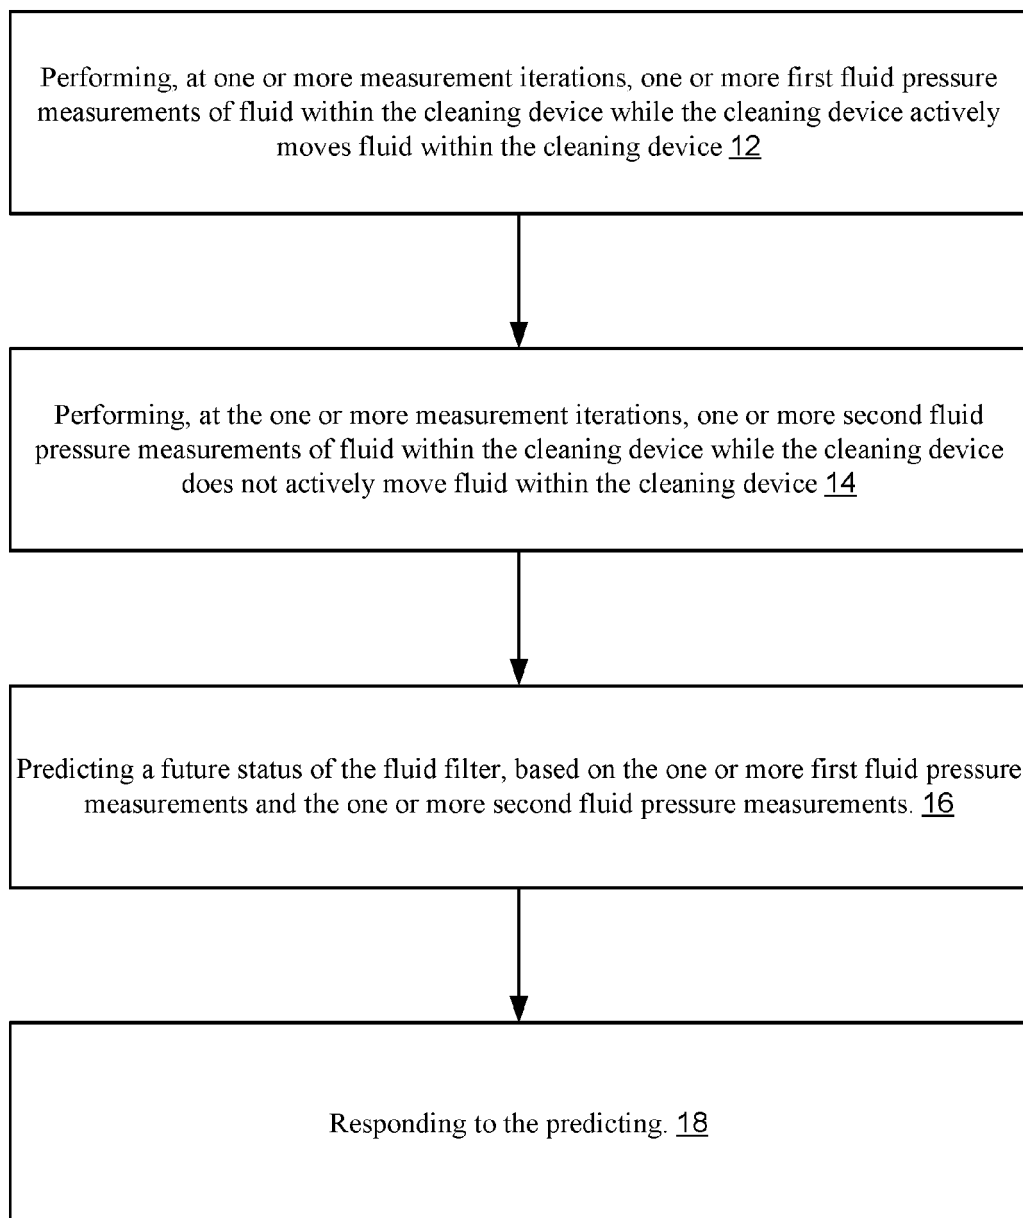 Performing, at one or more measurement iterations, one or more first fluid pressure
measurements of fluid within the cleaning device while the cleaning device actively
moves fluid within the cleaning device 12
Performing, at the one or more measurement iterations, one or more second fluid
pressure measurements of fluid within the cleaning device while the cleaning device
does not actively move fluid within the cleaning device 14
Predicting a future status of the fluid filter, based on the one or more first fluid pressure
measurements and the one or more second fluid pressure measurements. 16
Responding to the predicting. 18